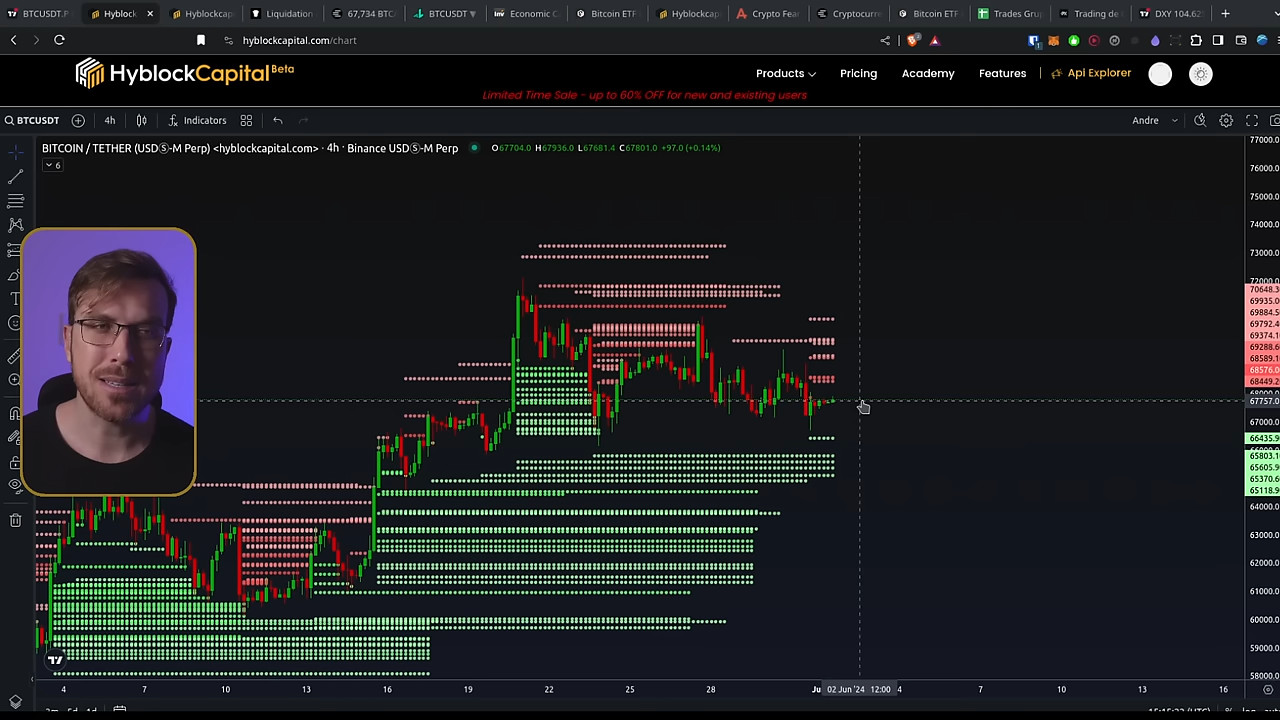 BTCUSDT.P
Hyblock
Hyblockcap
Liquidation
67,734 BTC
BTCUSDT
Economic C
Bitcoin ETF
Hyblockcap
Crypto Fear
Cryptocurre
Bitcoin ETF
Trades Gru
Trading de
DXY 104.62
hyblockcapital.com/chart
HyblockCapital Beta
Products
Pricing
Academy
Features
Api Explorer
Limited Time Sale - up to 60% OFF for new and existing users
BTCUSDT
4h
Indicators
Andre
BITCOIN / TETHER (USDⓈ-M Perp) <hyblockcapital.com> · 4h · Binance USDⓈ-M Perp
O67704.0 H67936.0 L67681.4 C67801.0 +97.0 (+0.14%)
6
77000.0
75000.0
74000.0
73000.0
70648.3
69935.0
69884.5
69792.4
69374.1
69288.6
68589.1
68576.0
68449.2
67757.0
67000.0
66435.9
65803.1
65605.9
65370.6
65118.9
64000.0
63000.0
62000.0
61000.0
60000.0
59000.0
58000.0
4
7
10
13
16
19
22
25
28
Ju
02 Jun '24 12:00
4
7
10
13
16